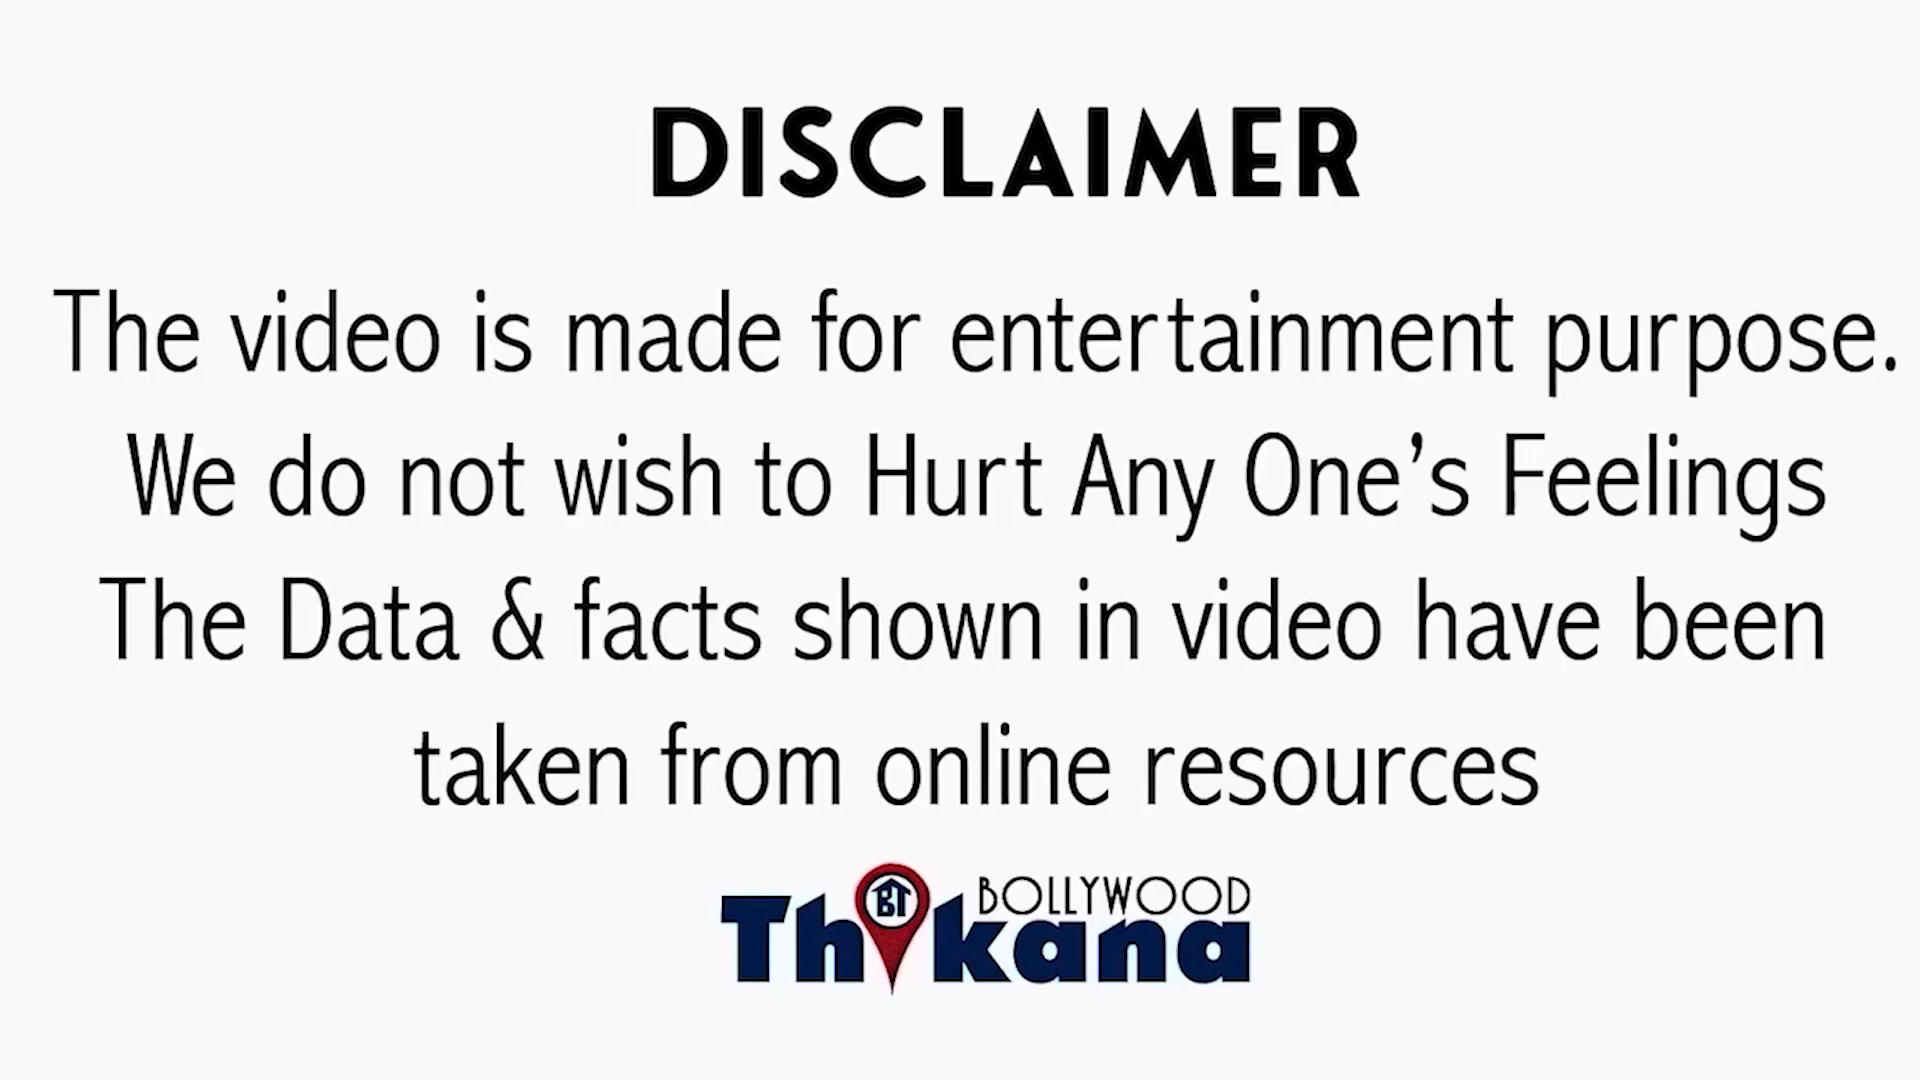 DISCLAIMER
The video is made for entertainment purpose.
We do not wish to Hurt Any One’s Feelings
The Data & facts shown in video have been
taken from online resources
BT
BOLLYWOOD
Thikana